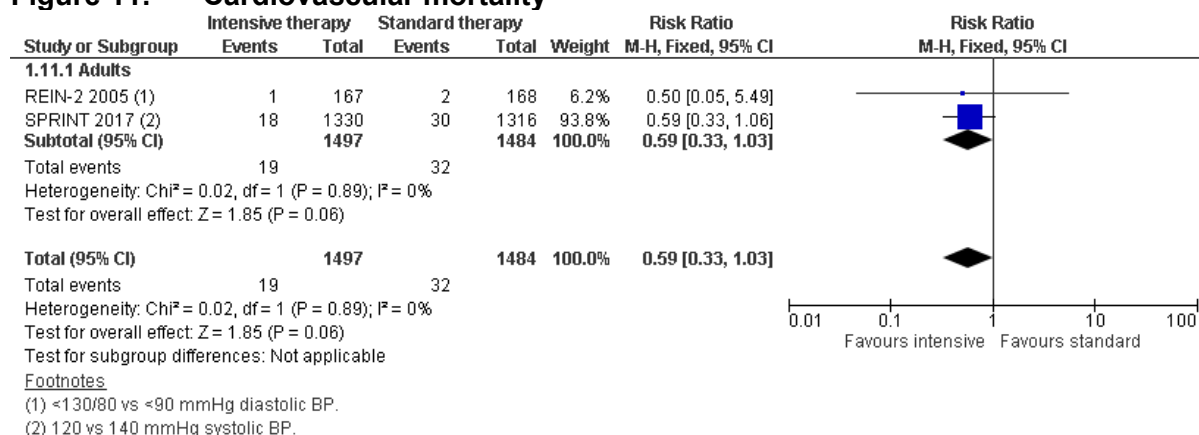 Figure 11: Cardiovascular mortality
Intensive therapy Standard therapy Risk Ratio Risk Ratio
Study or Subgroup Events Total Events Total Weight M-H, Fixed, 95% CI M-H, Fixed, 95% CI
1.11.1 Adults
REIN-2 2005 (1) 1 167 2 168 6.2% 0.50 [0.05, 5.49]
SPRINT 2017 (2) 18 1330 30 1316 93.8% 0.59 [0.33, 1.06]
Subtotal (95% CI) 1497 1484 100.0% 0.59 [0.33, 1.03]
Total events 19 32
Heterogeneity: Chi² = 0.02, df = 1 (P = 0.89); I² = 0%
Test for overall effect: Z = 1.85 (P = 0.06)
Total (95% CI) 1497 1484 100.0% 0.59 [0.33, 1.03]
Total events 19 32
Heterogeneity: Chi² = 0.02, df = 1 (P = 0.89); I² = 0%
Test for overall effect: Z = 1.85 (P = 0.06)
Test for subgroup differences: Not applicable
0.01 0.1 1 10 100
Favours intensive Favours standard
Footnotes
(1) <130/80 vs <90 mmHg diastolic BP.
(2) 120 vs 140 mmHg systolic BP.